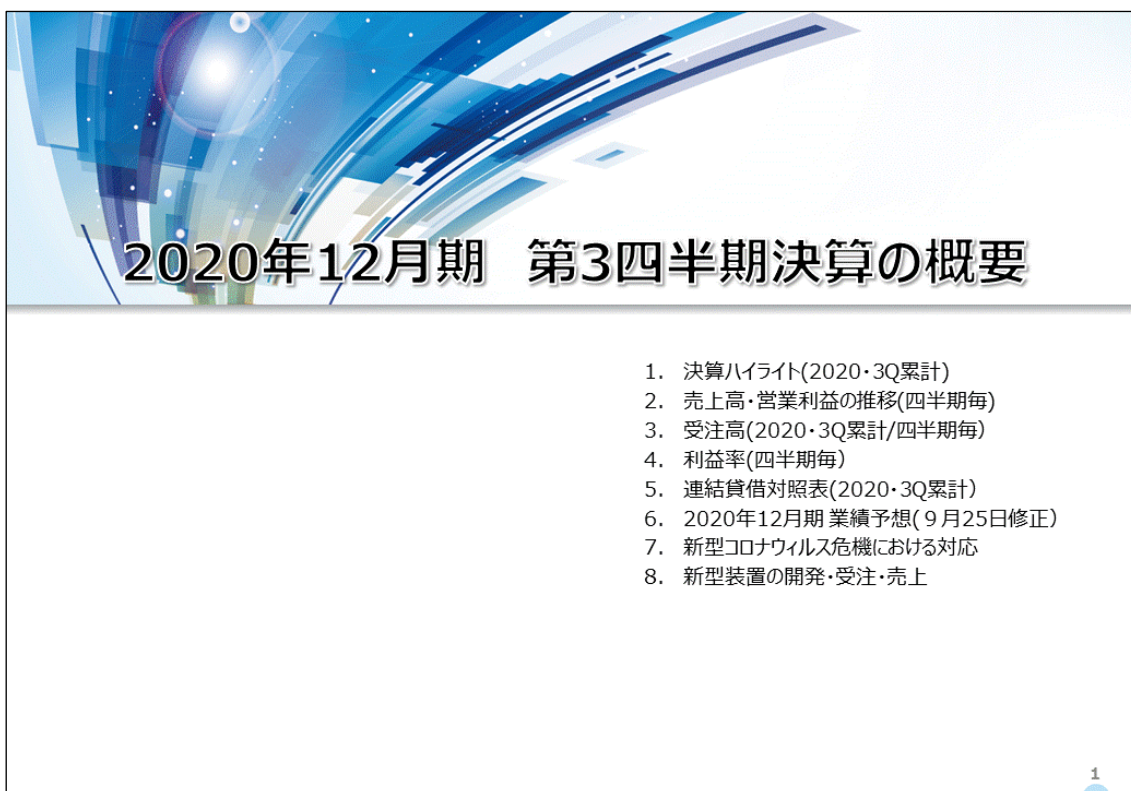 2020年12月期 第3四半期決算の概要
1. 決算ハイライト(2020・3Q累計)
2. 売上高・営業利益の推移(四半期毎)
3. 受注高(2020・3Q累計/四半期毎）
4. 利益率(四半期毎）
5. 連結貸借対照表(2020・3Q累計）
6. 2020年12月期 業績予想(９月25日修正）
7. 新型コロナウィルス危機における対応
8. 新型装置の開発・受注・売上
1